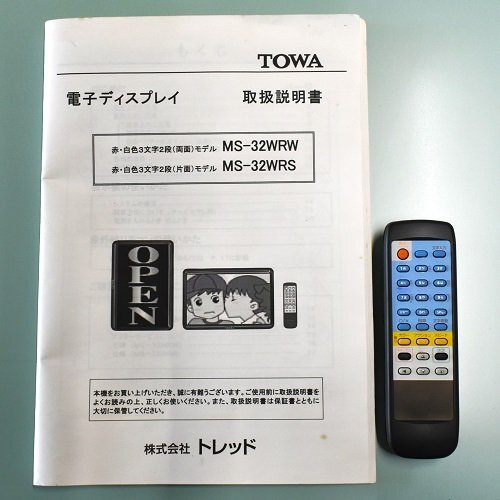 TOWA
電子ディスプレイ 取扱説明書
赤・白色3文字2段(両面)モデル MS-32WRW
赤・白色3文字2段(片面)モデル MS-32WRS
OPEN
本機をお買い上げいただき、誠に有難うございます。ご使用前に取扱説明書を
よくお読みの上、正しくお使いください。また、取扱説明書は保証書とともに
大切に保管してください。
株式会社 トレッド